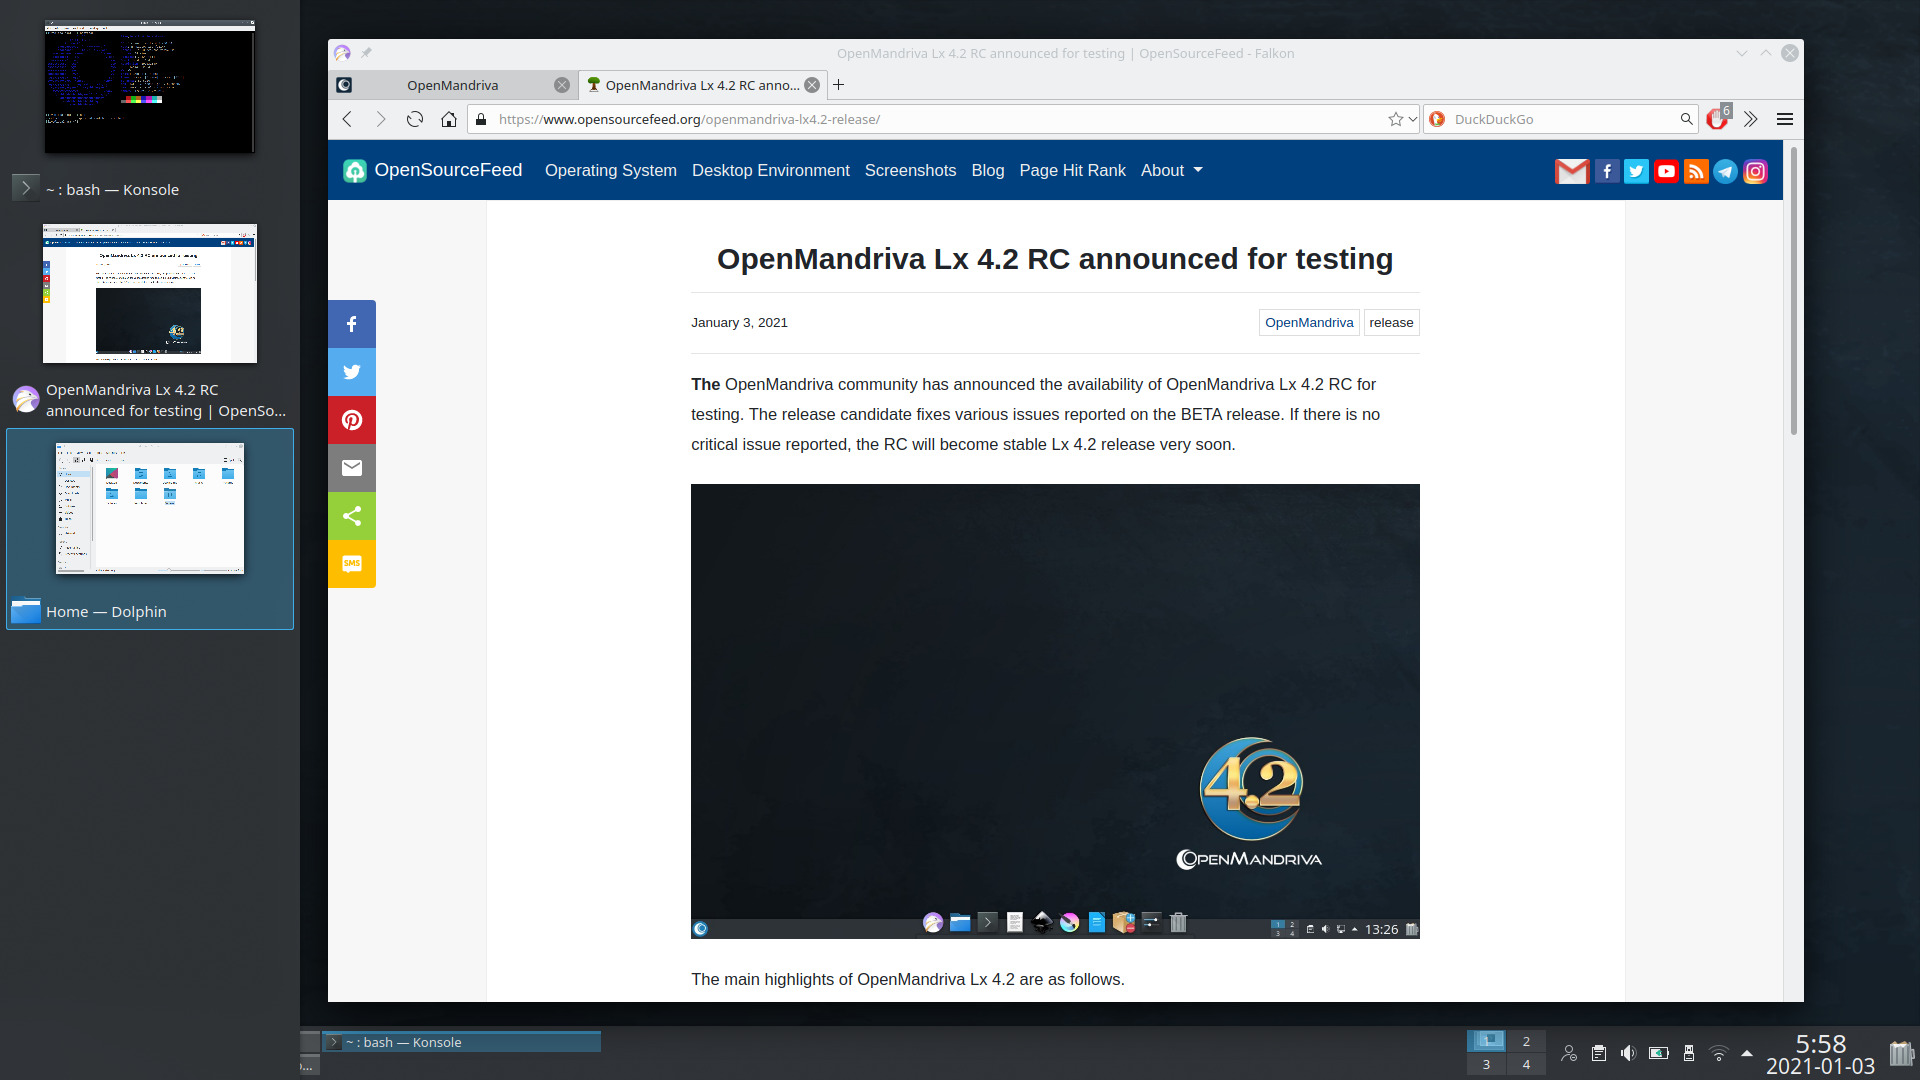 ~ : bash — Konsole
OpenMandriva Lx 4.2 RC
announced for testing | OpenSo...
Home — Dolphin
OpenMandriva Lx 4.2 RC announced for testing | OpenSourceFeed - Falkon
OpenMandriva
OpenMandriva Lx 4.2 RC anno...
https://www.opensourcefeed.org/openmandriva-lx4.2-release/
DuckDuckGo
6
OpenSourceFeed
Operating System
Desktop Environment
Screenshots
Blog
Page Hit Rank
About
OpenMandriva Lx 4.2 RC announced for testing
January 3, 2021
OpenMandriva
release
The OpenMandriva community has announced the availability of OpenMandriva Lx 4.2 RC for
testing. The release candidate fixes various issues reported on the BETA release. If there is no
critical issue reported, the RC will become stable Lx 4.2 release very soon.
SMS
4.2
OPENMANDRIVA
1 2
3 4
13:26
The main highlights of OpenMandriva Lx 4.2 are as follows.
~ : bash — Konsole
1 2
3 4
5:58
2021-01-03